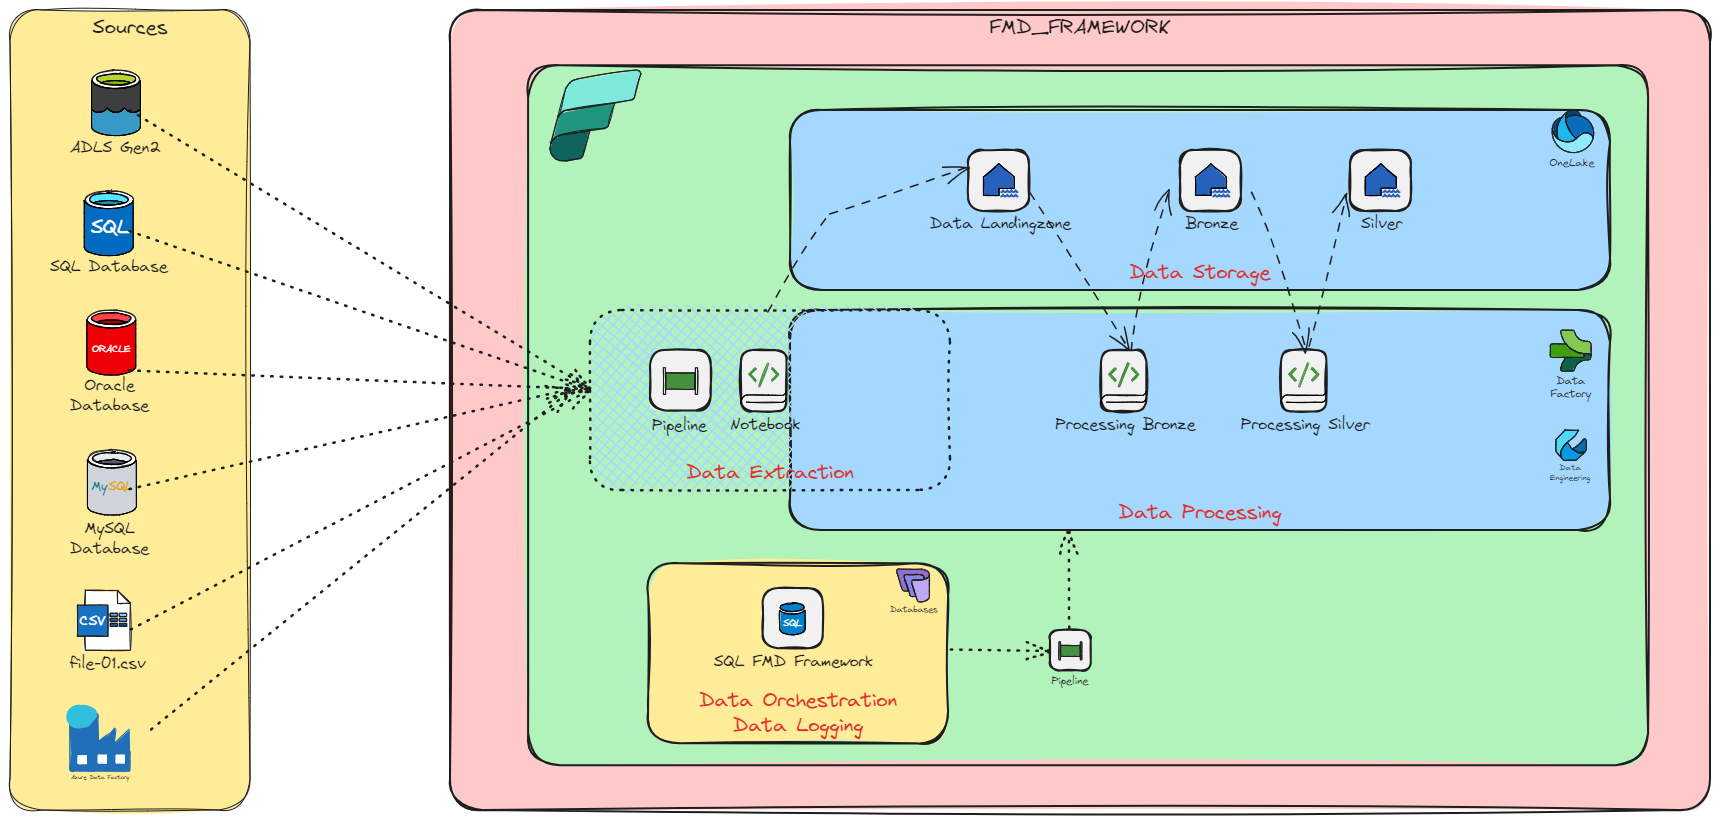 Sources
ADLS Gen2
SQL
SQL Database
ORACLE
Oracle
Database
MySQL
MySQL
Database
CSV
file-01.csv
Azure Data Factory
FMD_FRAMEWORK
OneLake
Data Landingzone
Bronze
Silver
Data Storage
Pipeline
Notebook
Data Extraction
Processing Bronze
Processing Silver
Data
Factory
Data
Engineering
Data Processing
Databases
SQL
SQL FMD Framework
Data Orchestration
Data Logging
Pipeline